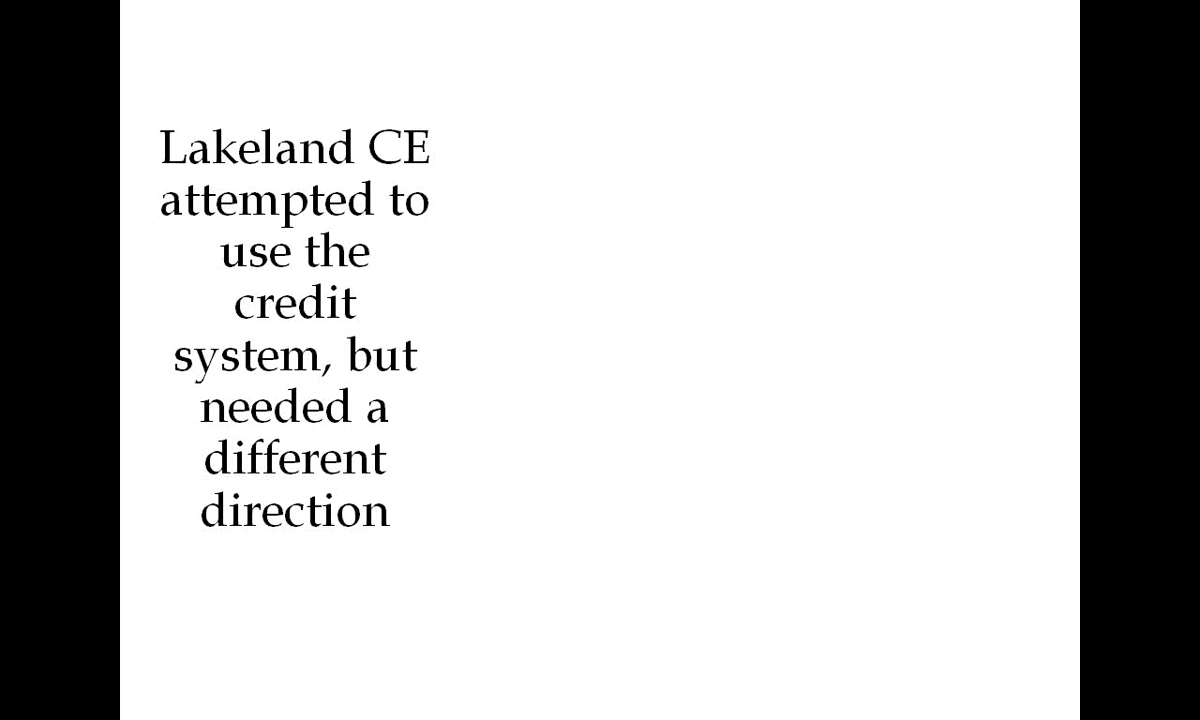 Lakeland CE
attempted to
use the
credit
system, but
needed a
different
direction